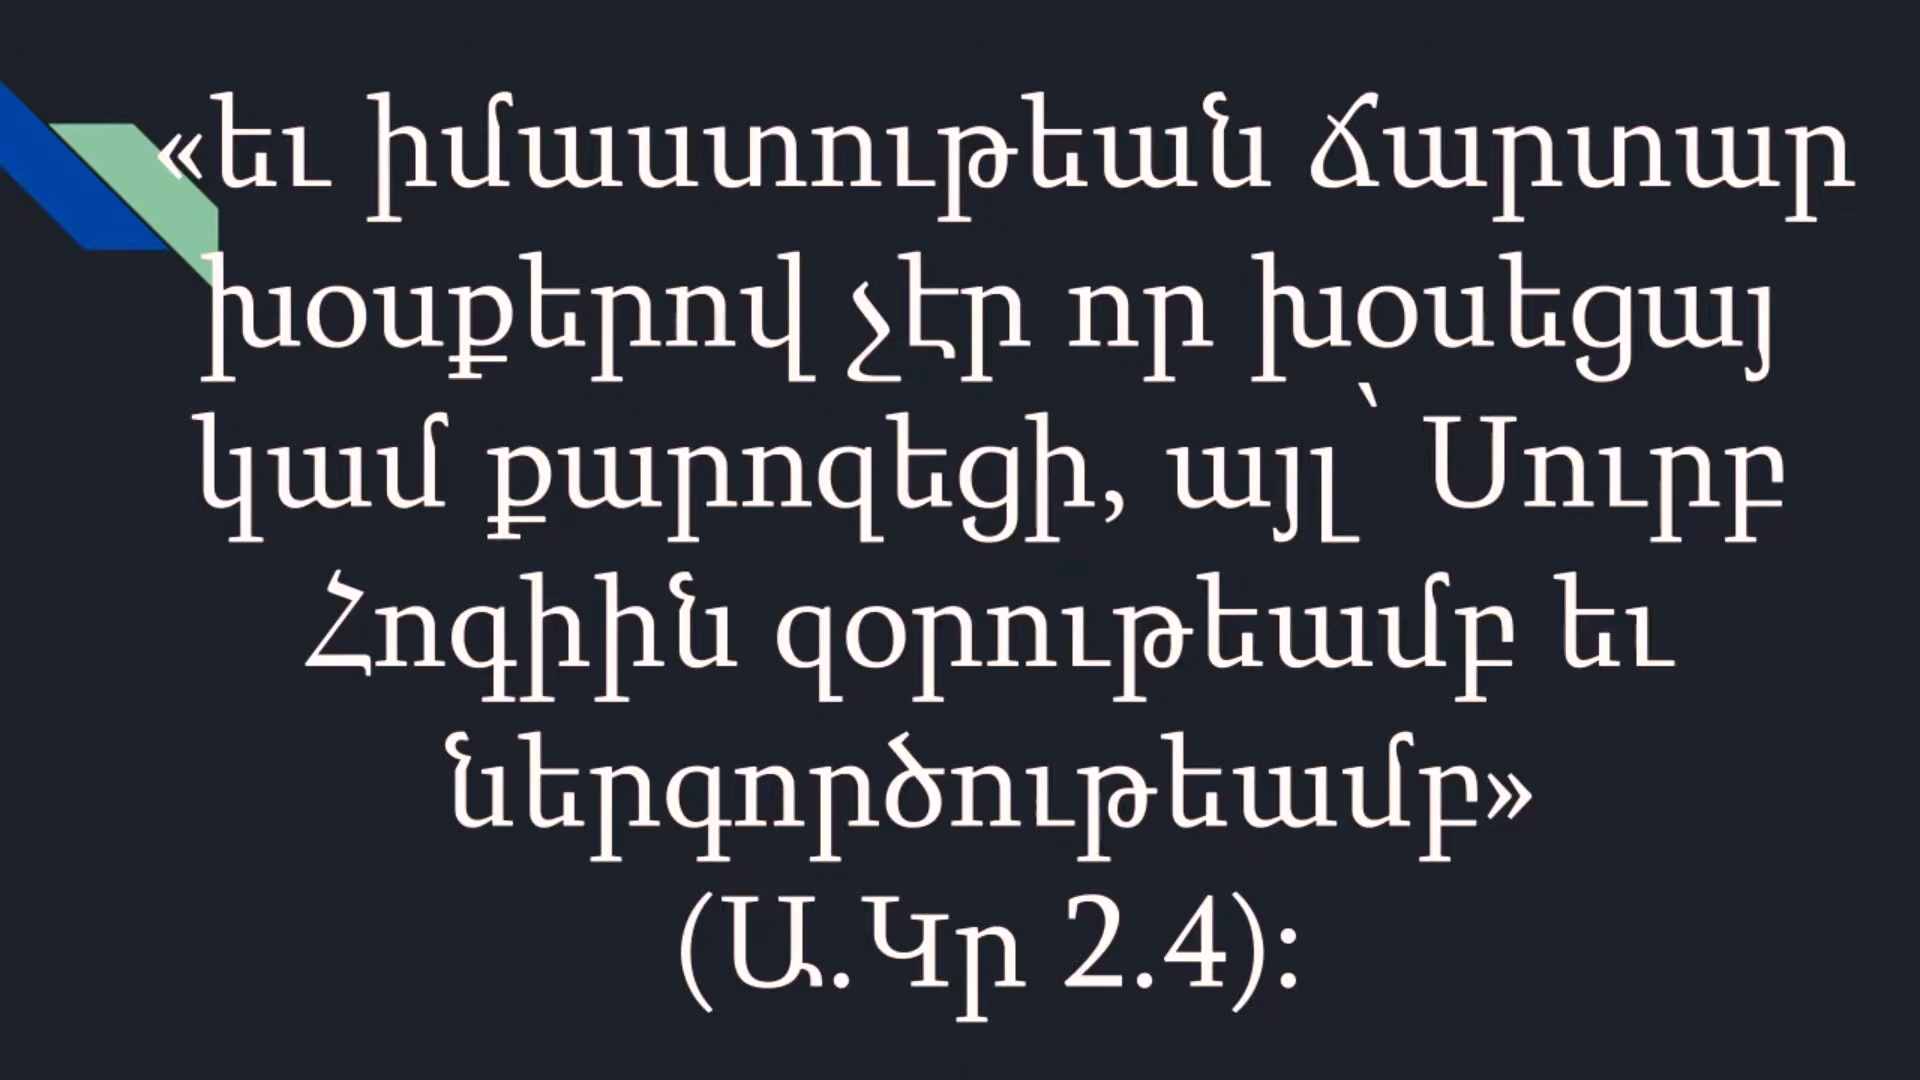 «եւ իմաստութեան ճարտար
խօսքերով չէր որ խօսեցայ
կամ քարոզեցի, այլ՝ Սուրբ
Հոգիին զօրութեամբ եւ
ներգործութեամբ»
(Ա.Կր 2.4):